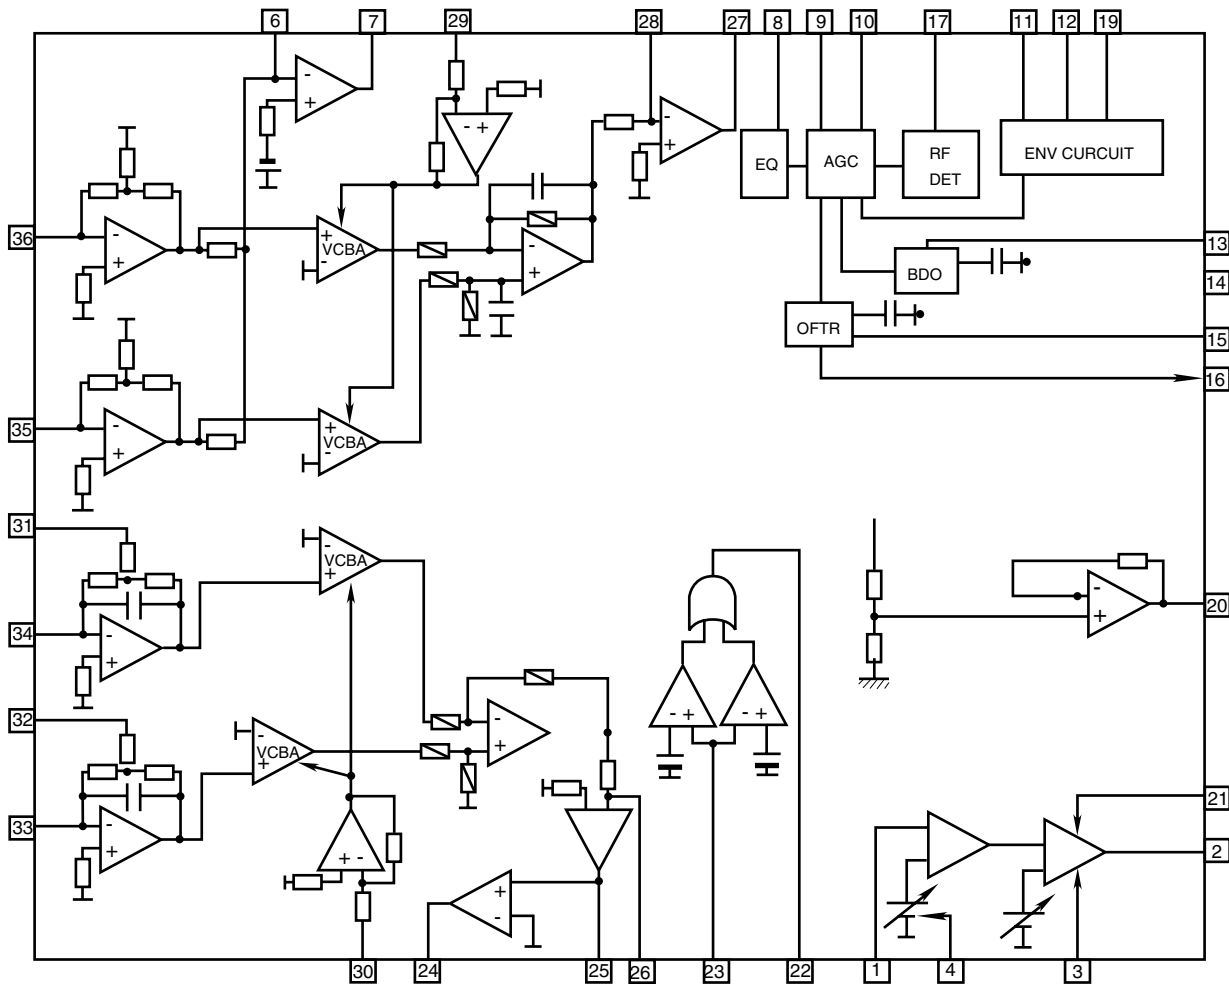 6 7 29 28 27 8 9 10 17 11 12 19
- + - + - +
EQ AGC RF DET ENV CURCUIT
36 - + + VCBA - - + BDO 13
14
OFTR 15
16
35 - + + VCBA -
31 - VCBA +
34 - + - + 20
32 - + - + - +
33 - + - VCBA + 21
2
+ -
+
-
30 24 25 26 23 22 1 4 3